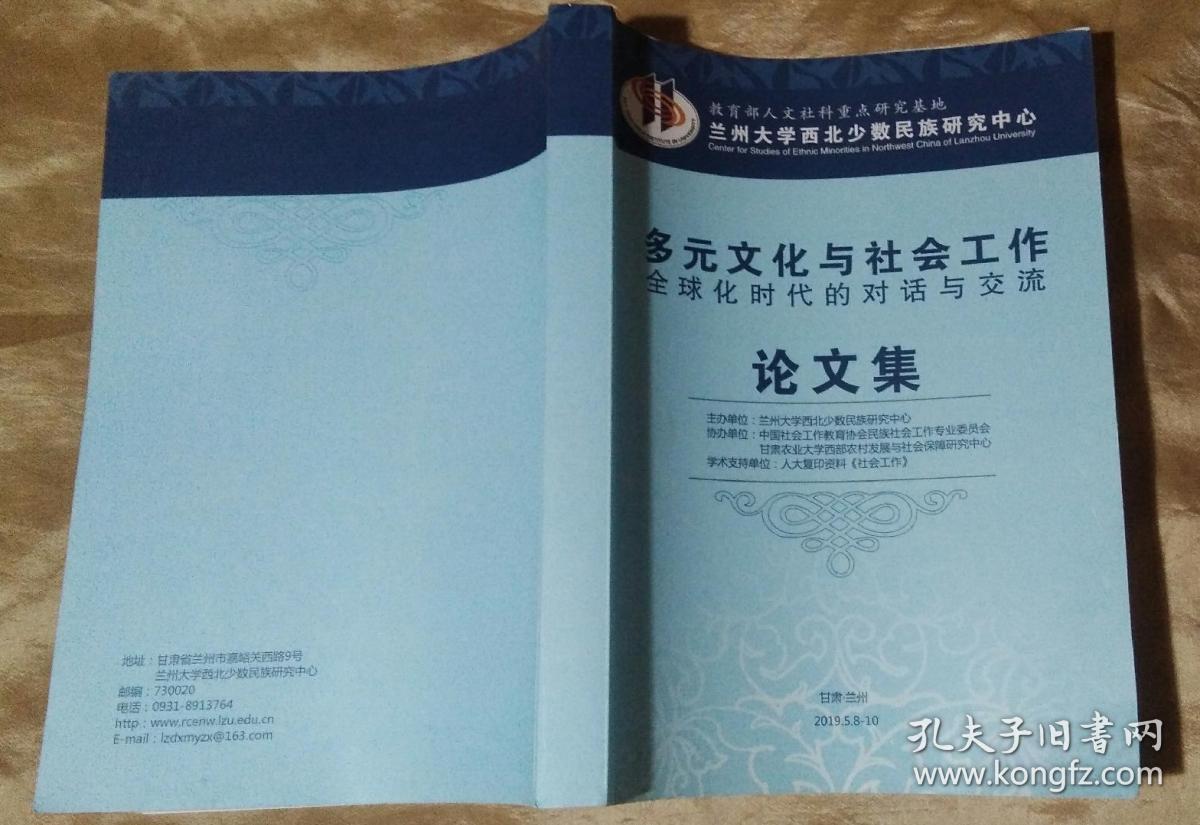 教育部人文社科重点研究基地
兰州大学西北少数民族研究中心
Center for Studies of Ethnic Minorities in Northwest China of Lanzhou University
多元文化与社会工作
全球化时代的对话与交流
论文集
主办单位：兰州大学西北少数民族研究中心
协办单位：中国社会工作教育协会民族社会工作专业委员会
甘肃农业大学西部农村发展与社会保障研究中心
学术支持单位：人大复印资料《社会工作》
甘肃·兰州
2019.5.8-10
地址：甘肃省兰州市嘉峪关西路9号
兰州大学西北少数民族研究中心
邮编：730020
电话：0931-8913764
http：www.rcenw.lzu.edu.cn
E-mail：lzdxmyzx@163.com
孔夫子旧书网
www.kongfz.com